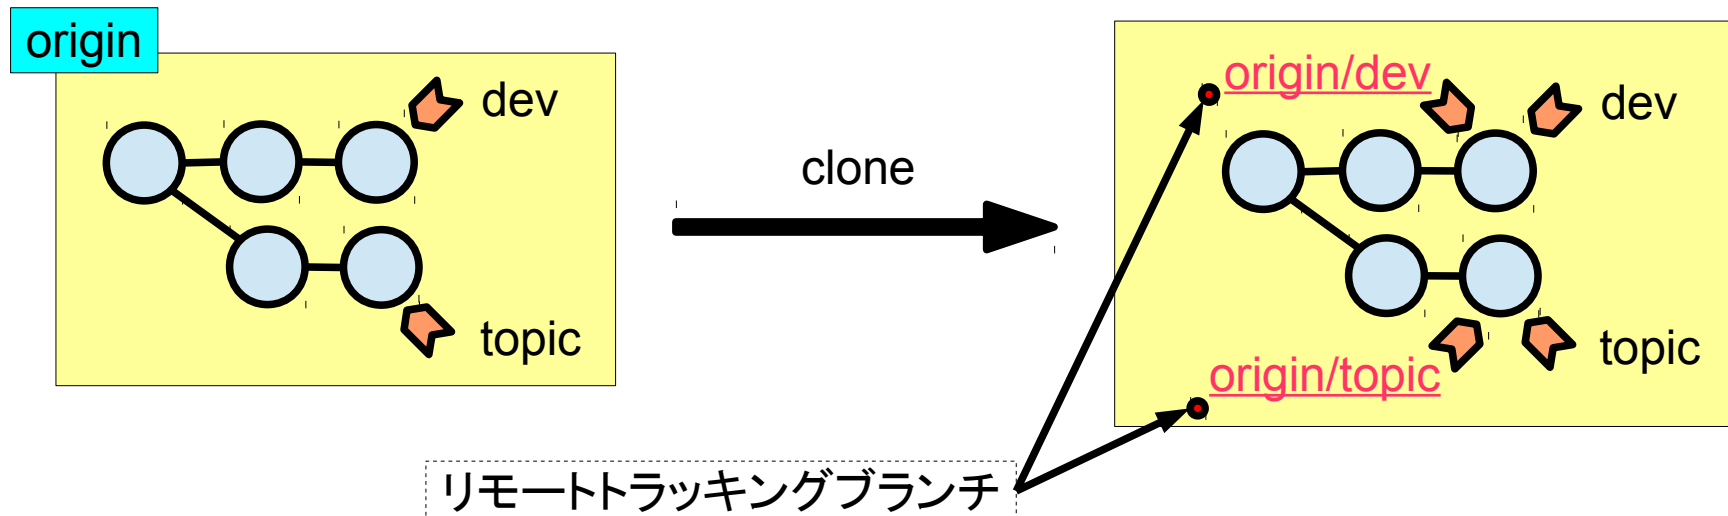 origin
dev
topic
clone
origin/dev
dev
origin/topic
topic
リモートトラッキングブランチ